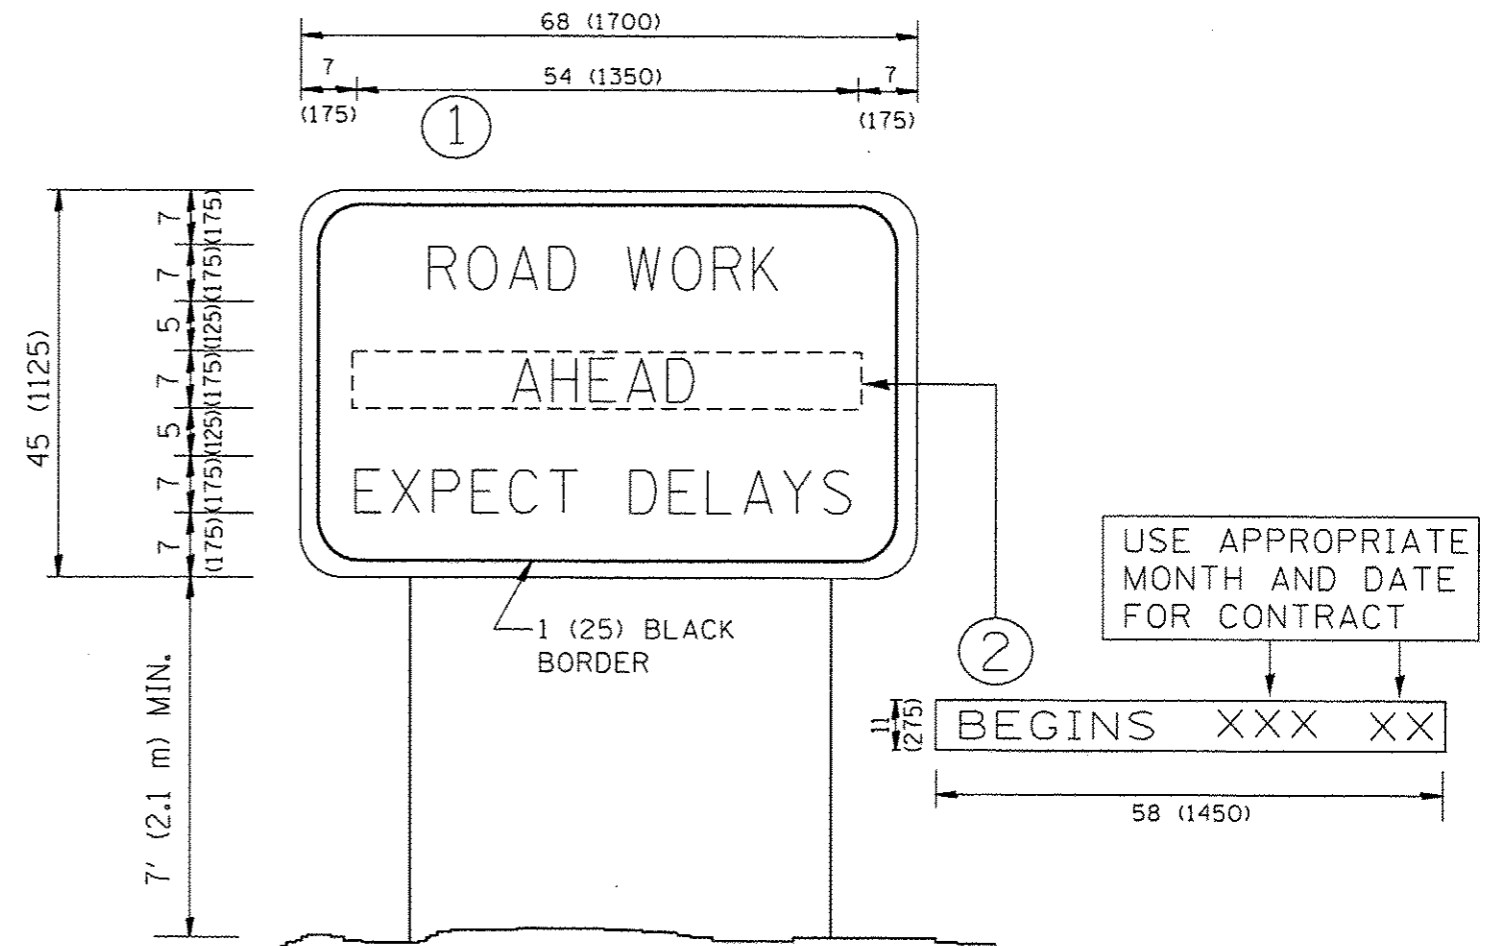 68 (1700)
7 54 (1350) 7
(175) (175)
1
45 (1125)
7 (175)
7 (175)
5 (125)
7 (175)
5 (125)
7 (175)
7 (175)
7' (2.1 m) MIN.
ROAD WORK
AHEAD
EXPECT DELAYS
1 (25) BLACK
BORDER
2
USE APPROPRIATE
MONTH AND DATE
FOR CONTRACT
11
(275)
BEGINS XXX XX
58 (1450)